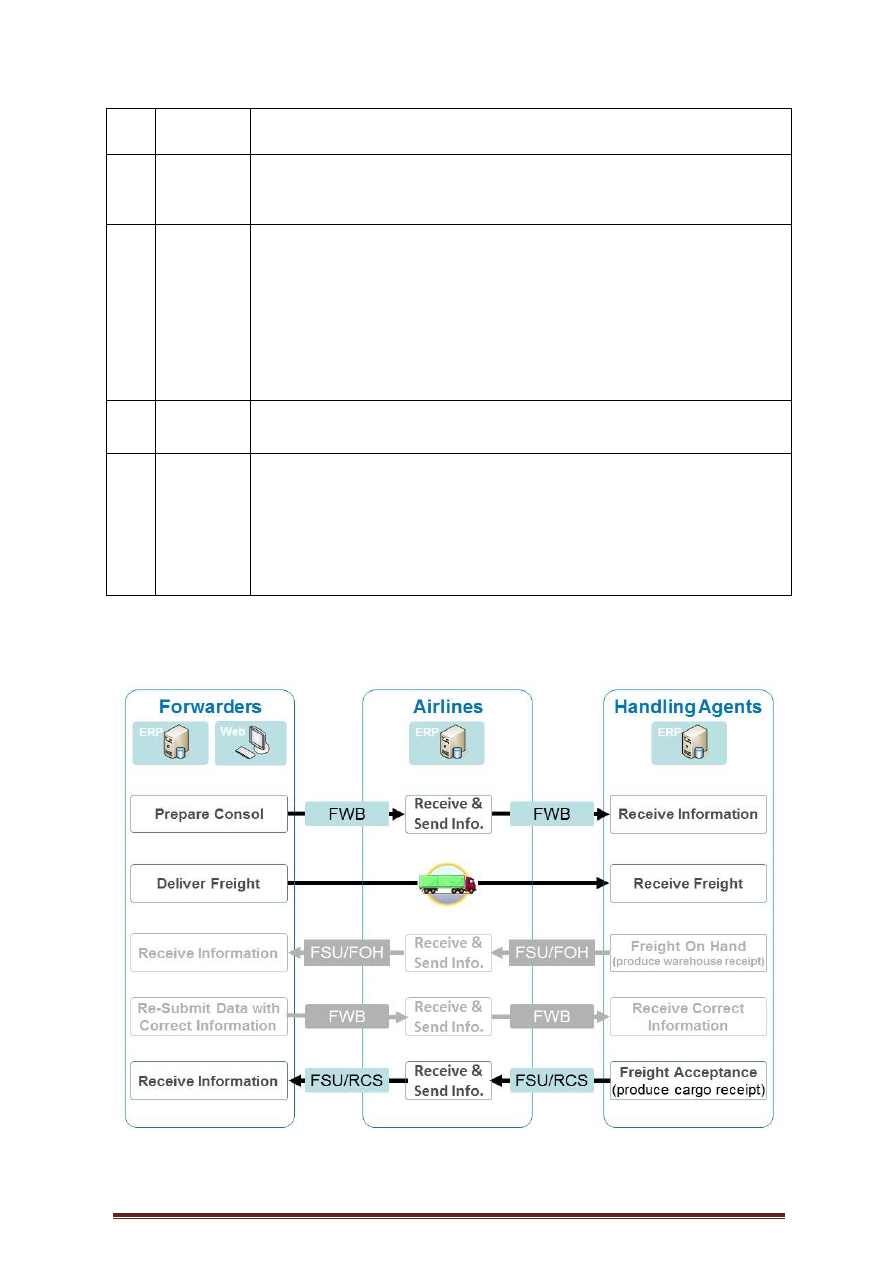 Forwarders Airlines Handling Agents
ERP Web ERP ERP
Prepare Consol FWB Receive &
Send Info. FWB Receive Information
Deliver Freight Receive Freight
Receive Information FSU/FOH Receive &
Send Info. FSU/FOH Freight On Hand
(produce warehouse receipt)
Re-Submit Data with
Correct Information FWB Receive &
Send Info. FWB Receive Correct
Information
Receive Information FSU/RCS Receive &
Send Info. FSU/RCS Freight Acceptance
(produce cargo receipt)